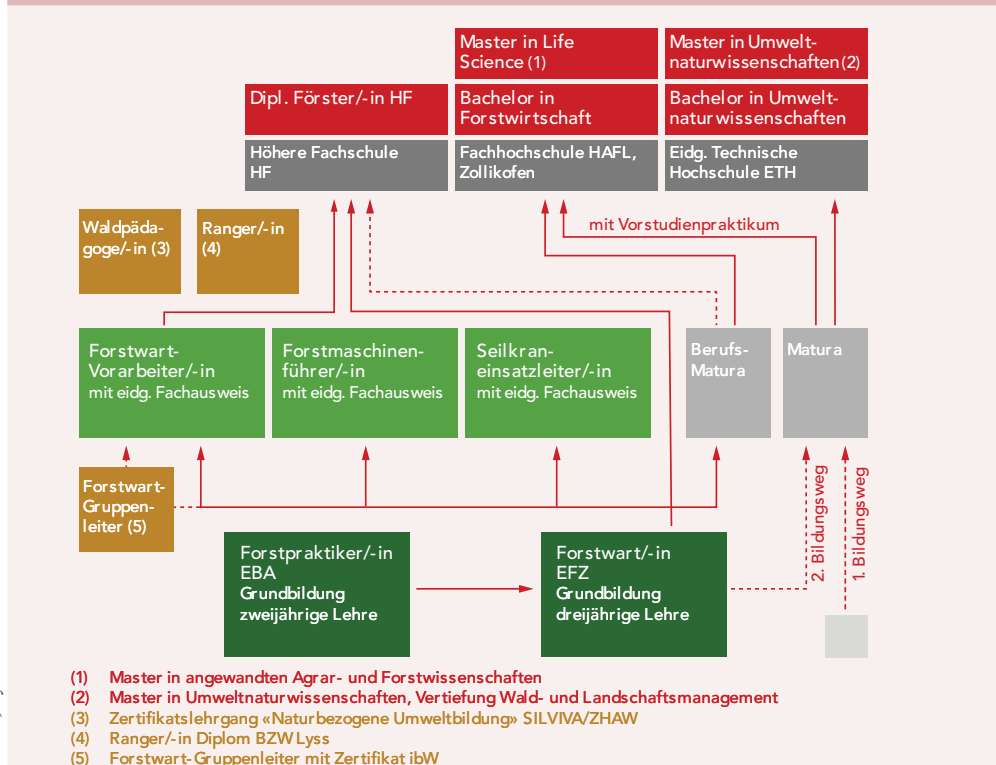 Master in Life
Science (1)
Master in Umwelt-
naturwissenschaften (2)
Dipl. Förster/-in HF
Bachelor in
Forstwirtschaft
Bachelor in Umwelt-
naturwissenschaften
Höhere Fachschule
HF
Fachhochschule HAFL,
Zollikofen
Eidg. Technische
Hochschule ETH
Waldpäda-
goge/-in (3)
Ranger/-in
(4)
mit Vorstudienpraktikum
Forstwart-
Vorarbeiter/-in
mit eidg. Fachausweis
Forstmaschinen-
führer/-in
mit eidg. Fachausweis
Seilkran-
einsatzleiter/-in
mit eidg. Fachausweis
Berufs-
Matura
Matura
Forstwart-
Gruppen-
leiter (5)
2. Bildungsweg
1. Bildungsweg
Forstpraktiker/-in
EBA
Grundbildung
zweijährige Lehre
Forstwart/-in
EFZ
Grundbildung
dreijährige Lehre
(1) Master in angewandten Agrar- und Forstwissenschaften
(2) Master in Umweltnaturwissenschaften, Vertiefung Wald- und Landschaftsmanagement
(3) Zertifikatslehrgang «Naturbezogene Umweltbildung» SILVIVA/ZHAW
(4) Ranger/-in Diplom BZW Lyss
(5) Forstwart-Gruppenleiter mit Zertifikat ibW